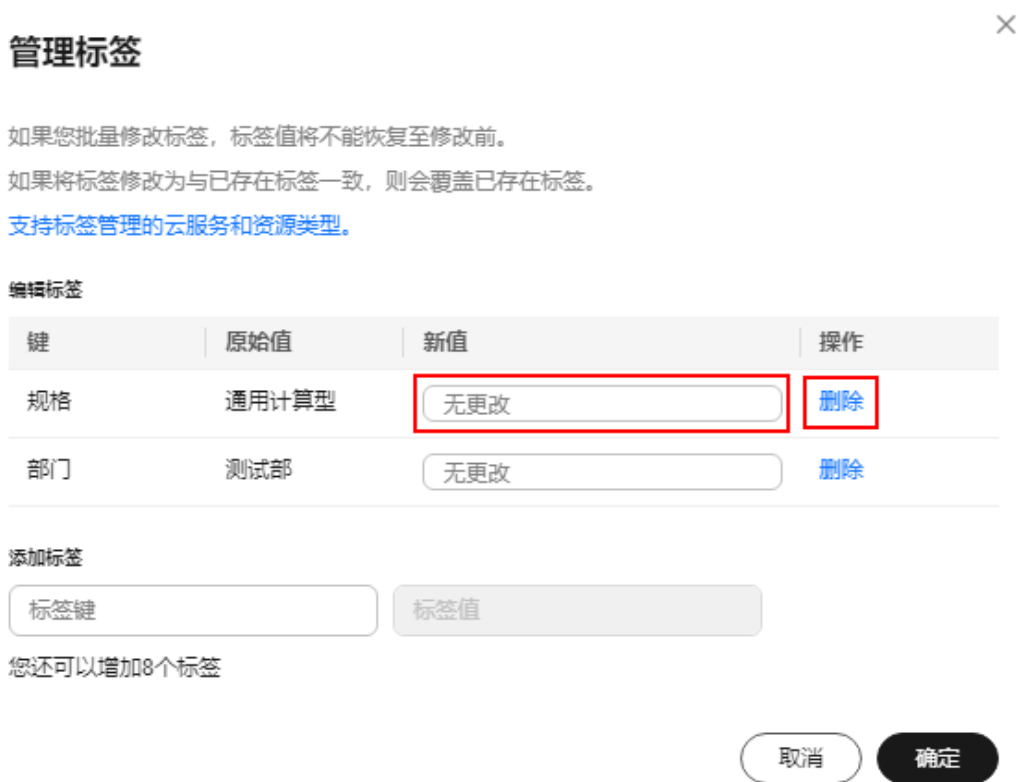 管理标签
如果您批量修改标签，标签值将不能恢复至修改前。
如果将标签修改为与已存在标签一致，则会覆盖已存在标签。
支持标签管理的云服务和资源类型。
编辑标签
键 原始值 新值 操作
规格 通用计算型 无更改 删除
部门 测试部 无更改 删除
添加标签
标签键 标签值
您还可以增加8个标签
取消 确定